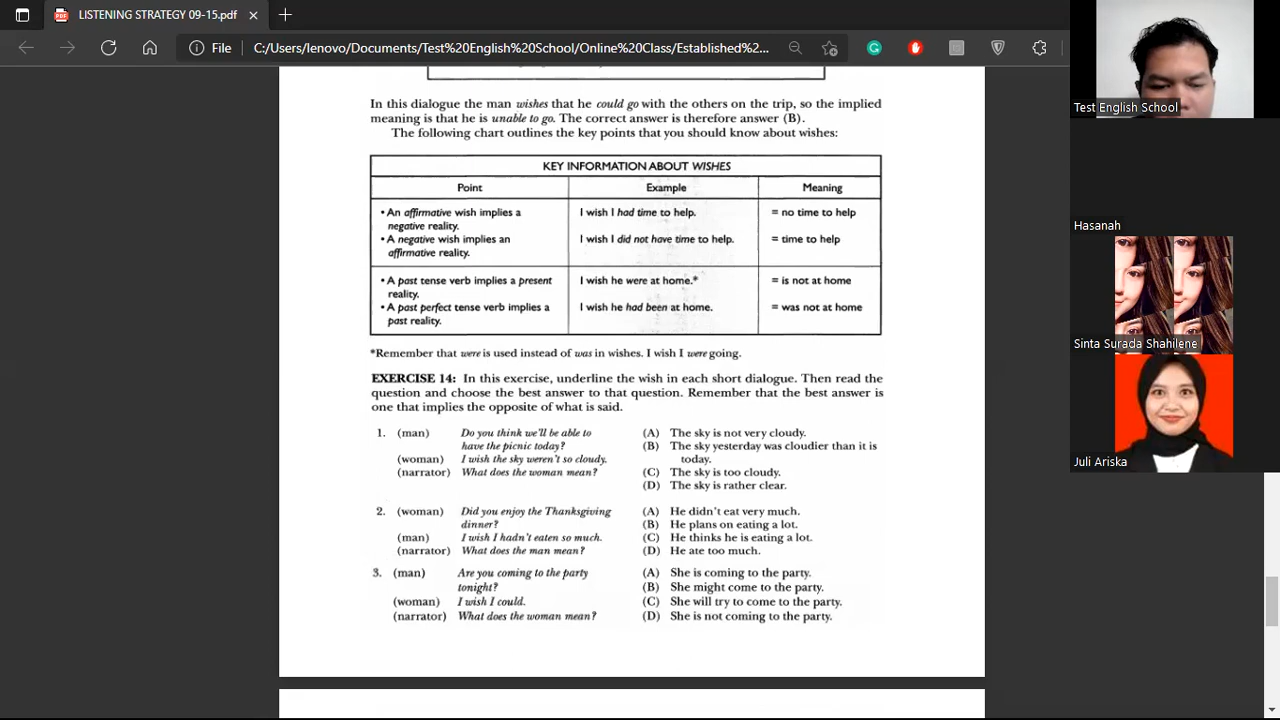 LISTENING STRATEGY 09-15.pdf
File
C:/Users/lenovo/Documents/Test%20English%20School/Online%20Class/Established%2...
In this dialogue the man wishes that he could go with the others on the trip, so the implied
meaning is that he is unable to go. The correct answer is therefore answer (B).
The following chart outlines the key points that you should know about wishes:
KEY INFORMATION ABOUT WISHES
Point Example Meaning
• An affirmative wish implies a I wish I had time to help. = no time to help
negative reality.
• A negative wish implies an I wish I did not have time to help. = time to help
affirmative reality.
• A past tense verb implies a present I wish he were at home.* = is not at home
reality.
• A past perfect tense verb implies a I wish he had been at home. = was not at home
past reality.
*Remember that were is used instead of was in wishes. I wish I were going.
EXERCISE 14: In this exercise, underline the wish in each short dialogue. Then read the
question and choose the best answer to that question. Remember that the best answer is
one that implies the opposite of what is said.
1. (man) Do you think we'll be able to
have the picnic today?
(woman) I wish the sky weren't so cloudy.
(narrator) What does the woman mean?
(A) The sky is not very cloudy.
(B) The sky yesterday was cloudier than it is
today.
(C) The sky is too cloudy.
(D) The sky is rather clear.
2. (woman) Did you enjoy the Thanksgiving
dinner?
(man) I wish I hadn't eaten so much.
(narrator) What does the man mean?
(A) He didn't eat very much.
(B) He plans on eating a lot.
(C) He thinks he is eating a lot.
(D) He ate too much.
3. (man) Are you coming to the party
tonight?
(woman) I wish I could.
(narrator) What does the woman mean?
(A) She is coming to the party.
(B) She might come to the party.
(C) She will try to come to the party.
(D) She is not coming to the party.
Test English School
Hasanah
Sinta Surada Shahilene
Juli Ariska